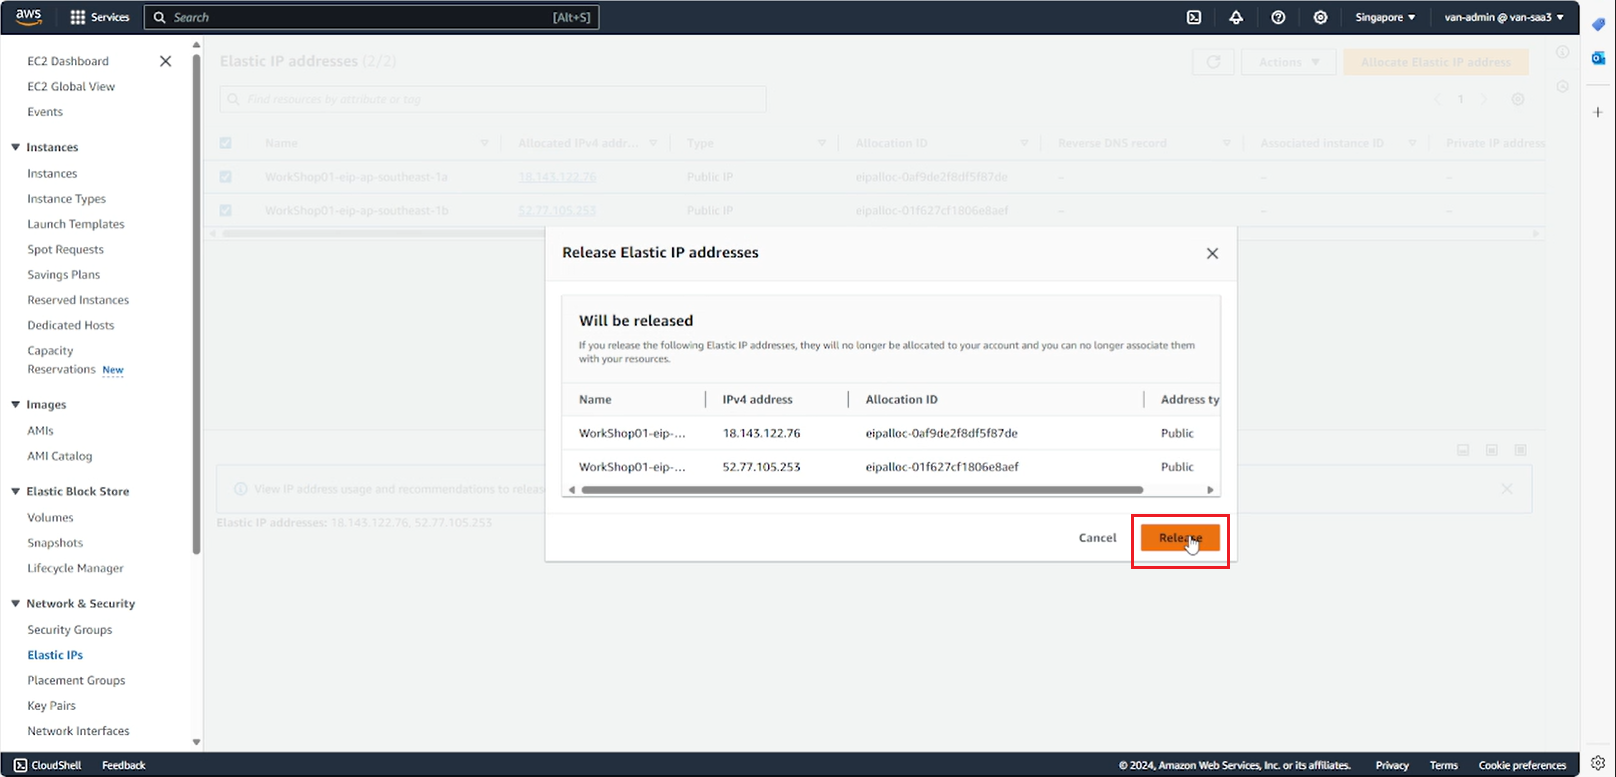 aws Services Search [Alt+S] Singapore van-admin @ van-saa3
EC2 Dashboard
EC2 Global View
Events
Instances
Instances
Instance Types
Launch Templates
Spot Requests
Savings Plans
Reserved Instances
Dedicated Hosts
Capacity
Reservations New
Images
AMIs
AMI Catalog
Elastic Block Store
Volumes
Snapshots
Lifecycle Manager
Network & Security
Security Groups
Elastic IPs
Placement Groups
Key Pairs
Network Interfaces
Elastic IP addresses (2/2) Actions Allocate Elastic IP address
Find resources by attribute or tag 1
Name Allocated IPv4 addr... Type Allocation ID Reverse DNS record Associated instance ID Private IP address
WorkShop01-eip-ap-southeast-1a 18.143.122.76 Public IP eipalloc-0af9de2f8df5f87de – – –
WorkShop01-eip-ap-southeast-1b 52.77.105.253 Public IP eipalloc-01f627cf1806e8aef – – –
Release Elastic IP addresses
Will be released
If you release the following Elastic IP addresses, they will no longer be allocated to your account and you can no longer associate them
with your resources.
Name IPv4 address Allocation ID Address ty
WorkShop01-eip-... 18.143.122.76 eipalloc-0af9de2f8df5f87de Public
WorkShop01-eip-... 52.77.105.253 eipalloc-01f627cf1806e8aef Public
Cancel Release
View IP address usage and recommendations to release
Elastic IP addresses: 18.143.122.76, 52.77.105.253
CloudShell Feedback © 2024, Amazon Web Services, Inc. or its affiliates. Privacy Terms Cookie preferences